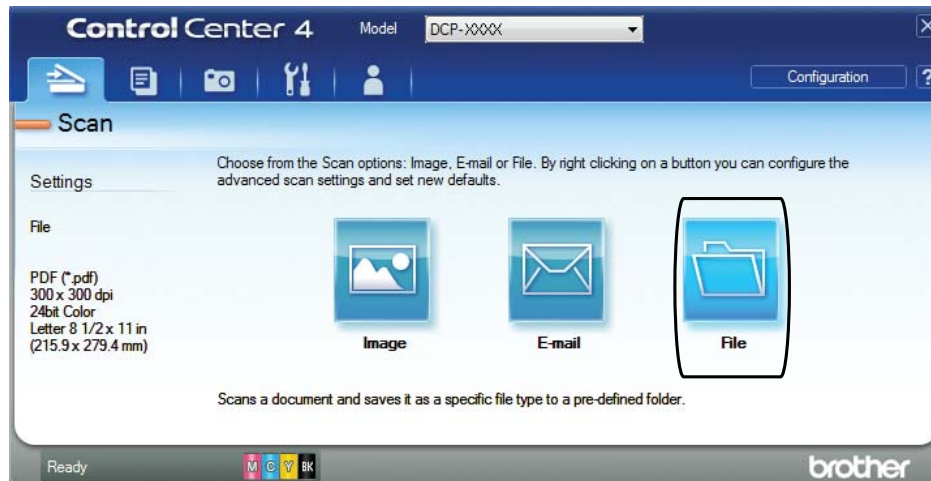 Control Center 4 Model DCP-XXXX
Configuration ?
Scan
Choose from the Scan options: Image, E-mail or File. By right clicking on a button you can configure the
advanced scan settings and set new defaults.
Settings
File
PDF (*.pdf)
300 x 300 dpi
24bit Color
Letter 8 1/2 x 11 in
(215.9 x 279.4 mm)
Image E-mail File
Scans a document and saves it as a specific file type to a pre-defined folder.
Ready M C Y BK brother